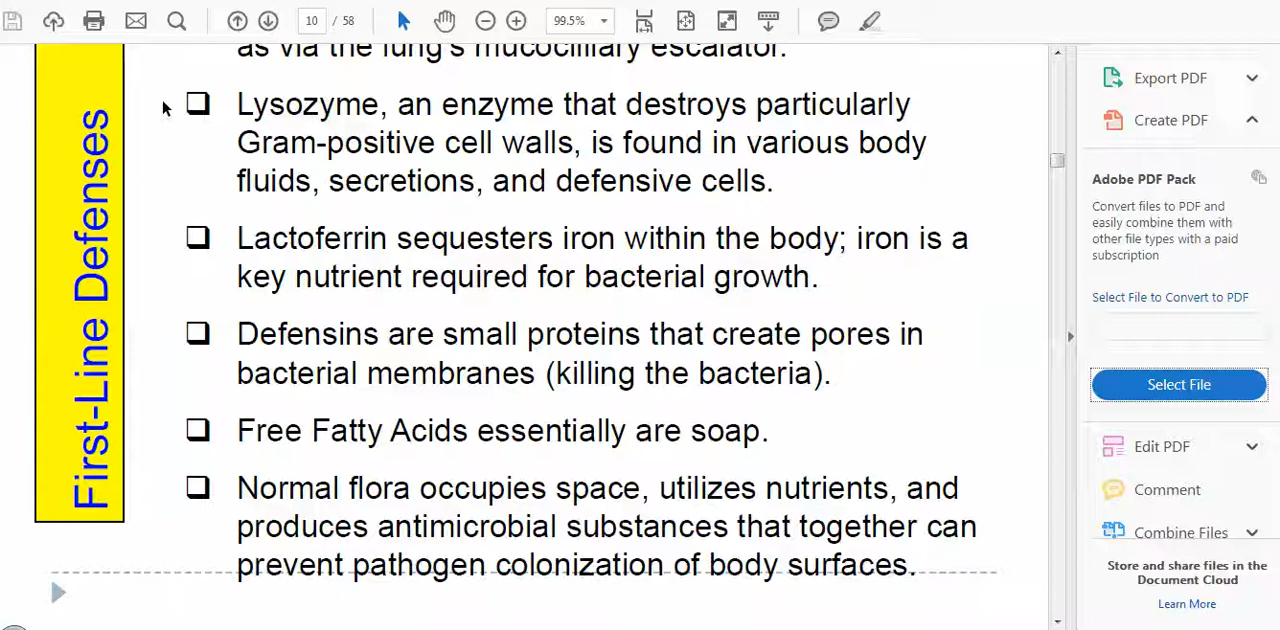 10 / 58
99.5%
as via the lung's mucocilliary escalator.
First-Line Defenses
Lysozyme, an enzyme that destroys particularly
Gram-positive cell walls, is found in various body
fluids, secretions, and defensive cells.
Lactoferrin sequesters iron within the body; iron is a
key nutrient required for bacterial growth.
Defensins are small proteins that create pores in
bacterial membranes (killing the bacteria).
Free Fatty Acids essentially are soap.
Normal flora occupies space, utilizes nutrients, and
produces antimicrobial substances that together can
prevent pathogen colonization of body surfaces.
Export PDF
Create PDF
Adobe PDF Pack
Convert files to PDF and
easily combine them with
other file types with a paid
subscription
Select File to Convert to PDF
Select File
Edit PDF
Comment
Combine Files
Store and share files in the
Document Cloud
Learn More